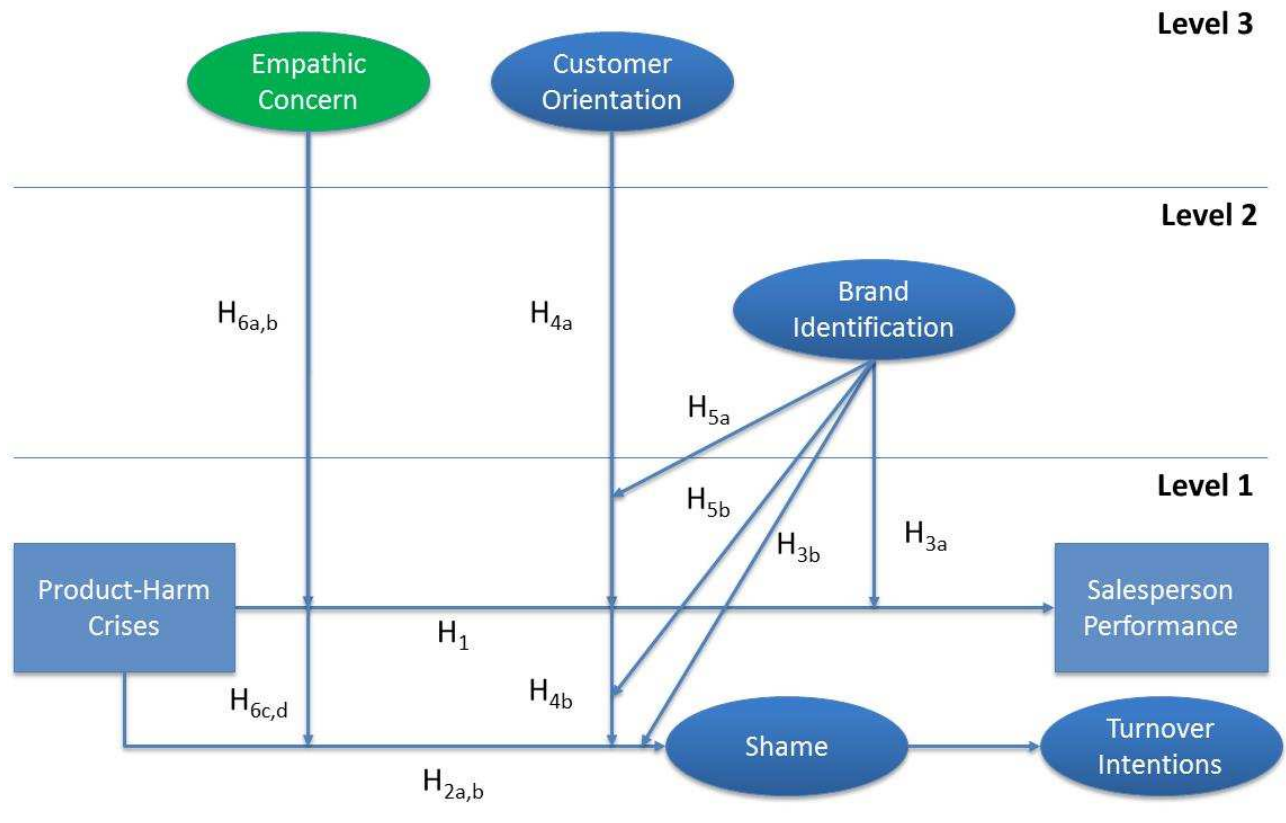 Level 3
Empathic
Concern
Customer
Orientation
Level 2
Brand
Identification
H6a,b
H4a
H5a
Level 1
H5b
H3b
H3a
Product-Harm
Crises
Salesperson
Performance
H1
H6c,d
H4b
Shame
Turnover
Intentions
H2a,b